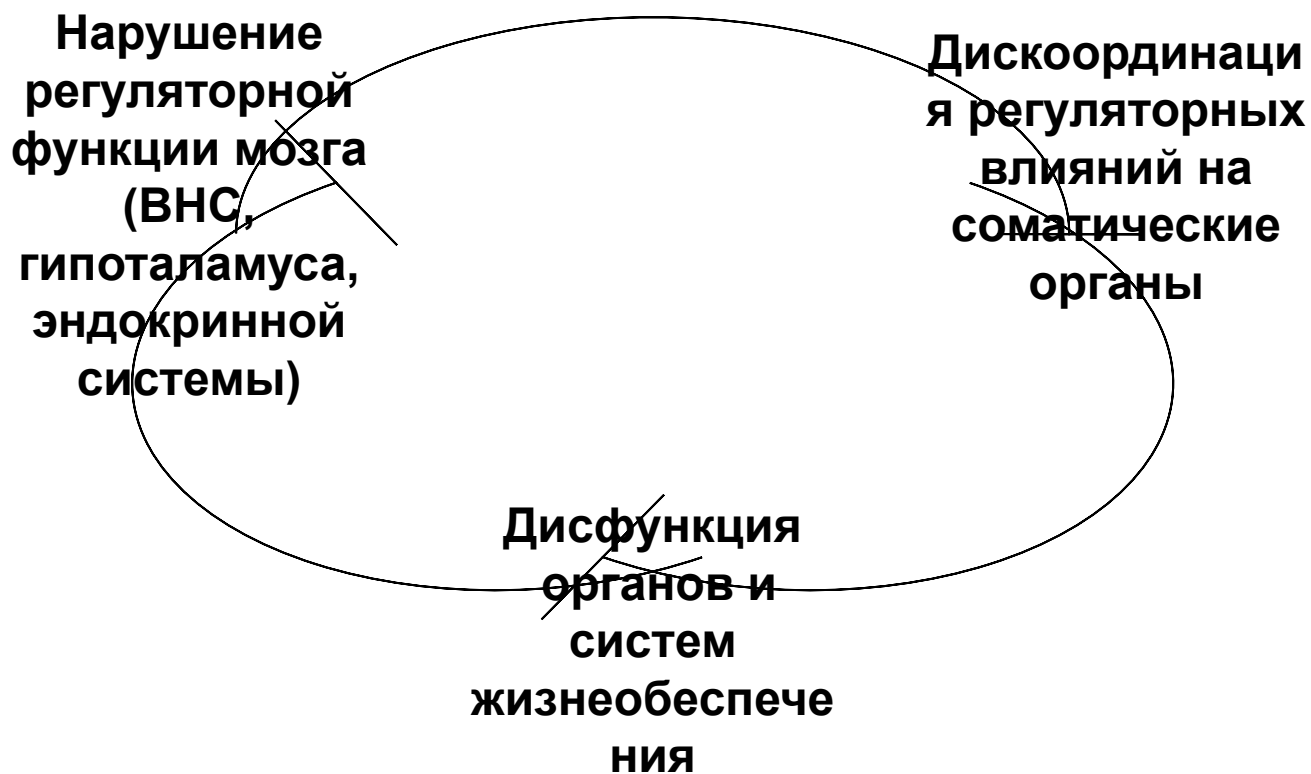 Нарушение
регуляторной
функции мозга
(ВНС,
гипоталамуса,
эндокринной
системы)
Дискоординаци
я регуляторных
влияний на
соматические
органы
Дисфункция
органов и
систем
жизнеобеспече
ния